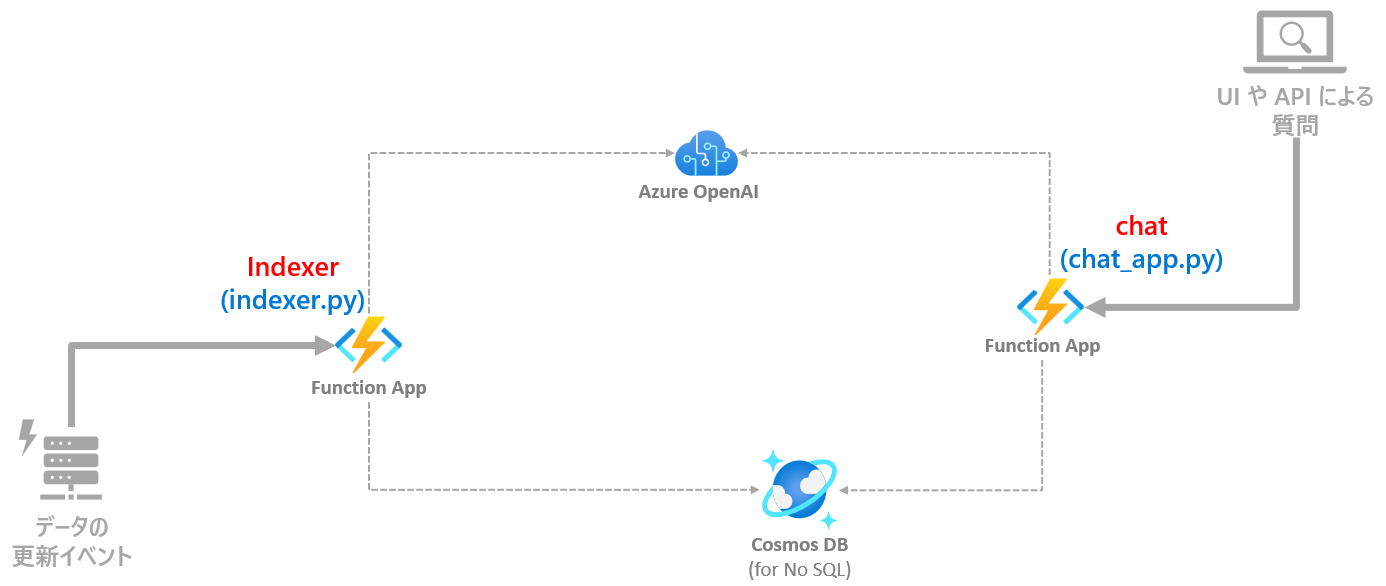 UI や API による
質問
Azure OpenAI
chat
(chat_app.py)
Indexer
(indexer.py)
Function App
Function App
データの
更新イベント
Cosmos DB
(for No SQL)